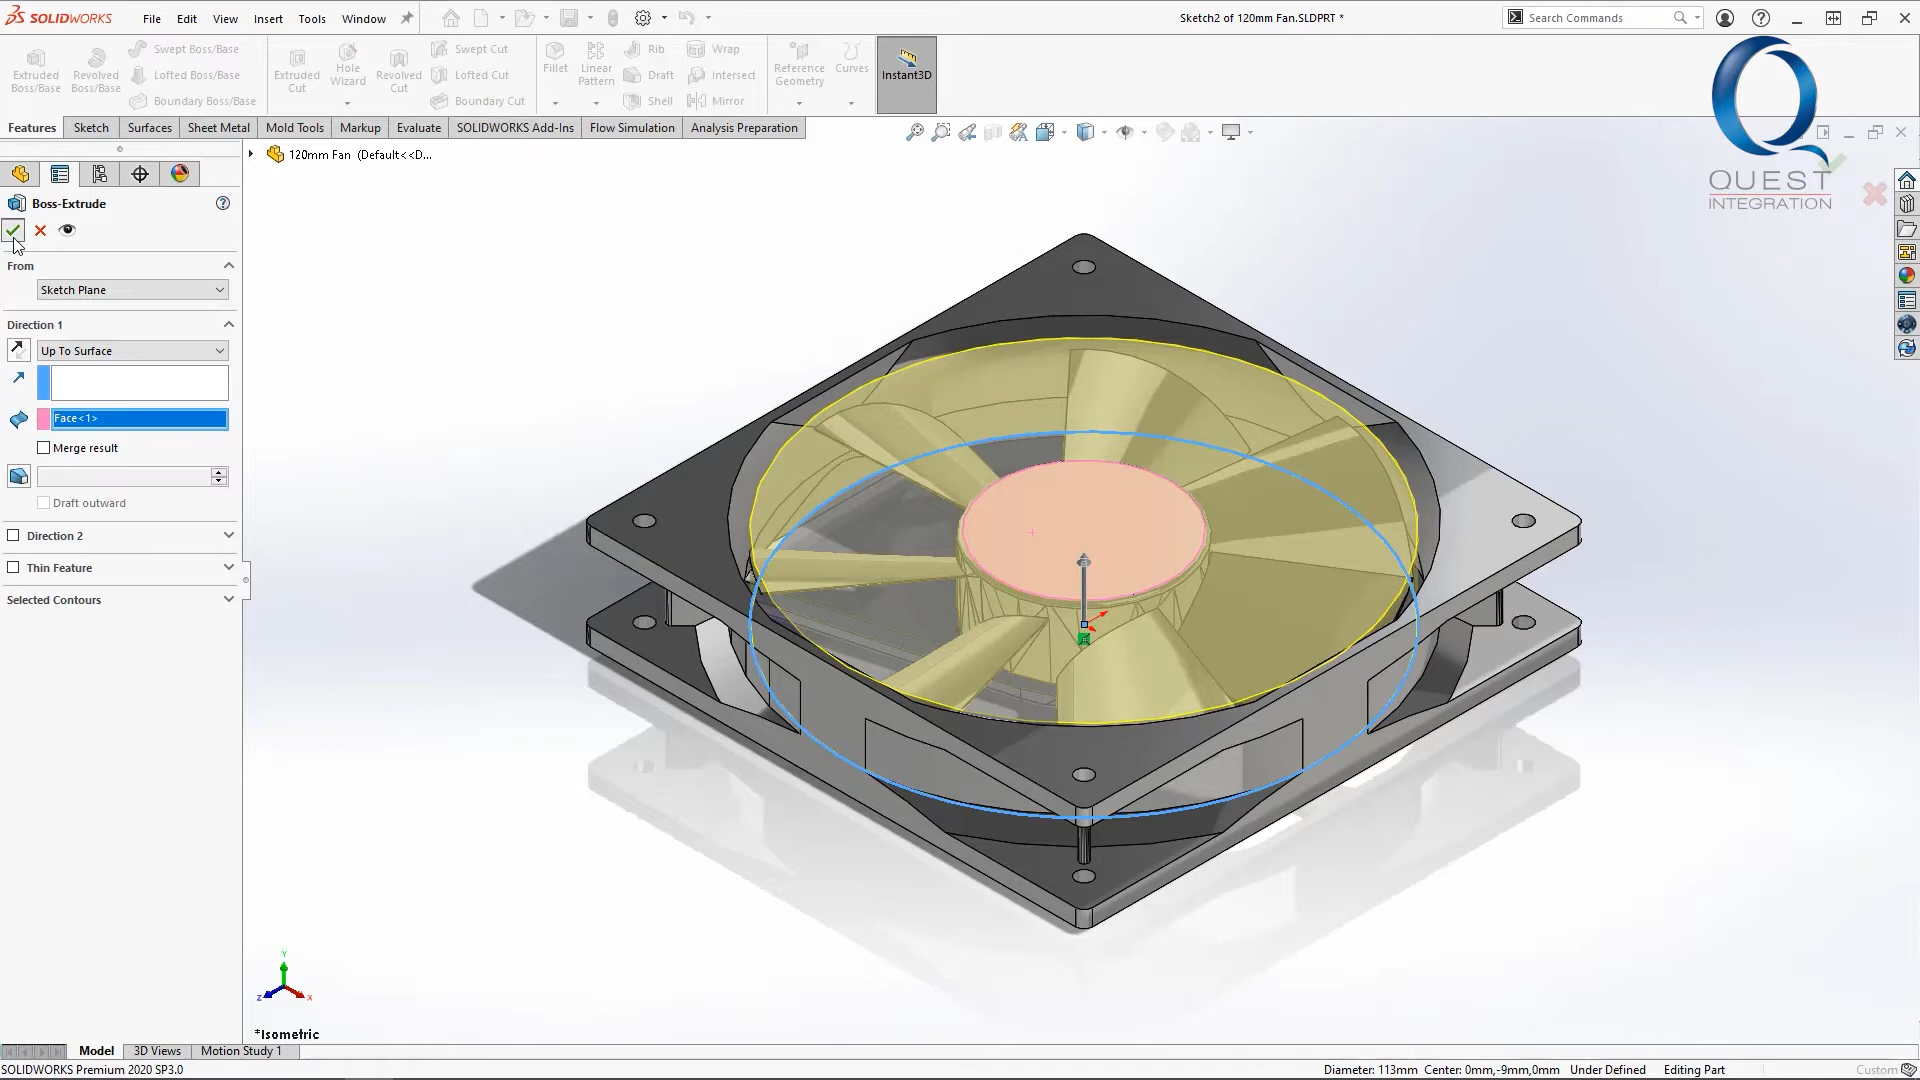 SOLIDWORKS
File Edit View Insert Tools Window
Sketch2 of 120mm Fan.SLDPRT *
Search Commands
Extruded Boss/Base
Revolved Boss/Base
Swept Boss/Base
Lofted Boss/Base
Boundary Boss/Base
Extruded Cut
Hole Wizard
Revolved Cut
Swept Cut
Lofted Cut
Boundary Cut
Fillet
Linear Pattern
Rib
Draft
Shell
Wrap
Intersect
Mirror
Reference Geometry
Curves
Instant3D
Features Sketch Surfaces Sheet Metal Mold Tools Markup Evaluate SOLIDWORKS Add-Ins Flow Simulation Analysis Preparation
120mm Fan (Default<<D...
QUEST
INTEGRATION
Boss-Extrude
From
Sketch Plane
Direction 1
Up To Surface
Face<1>
Merge result
Draft outward
Direction 2
Thin Feature
Selected Contours
Y
Z
X
*Isometric
Model 3D Views Motion Study 1
SOLIDWORKS Premium 2020 SP3.0
Diameter: 113mm Center: 0mm,-9mm,0mm Under Defined Editing Part Custom